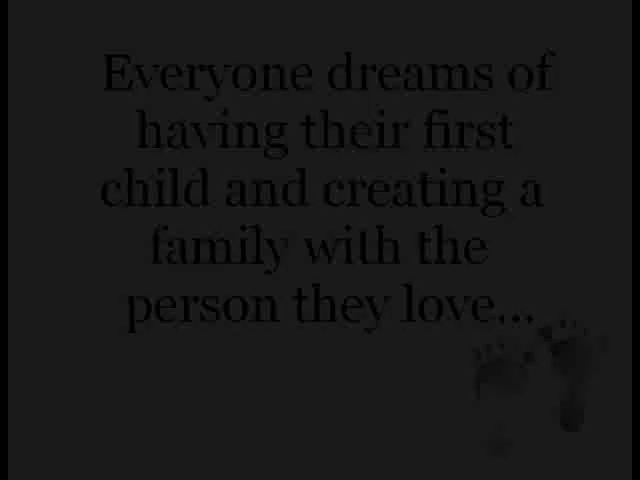 Everyone dreams of
having their first
child and creating a
family with the
person they love...